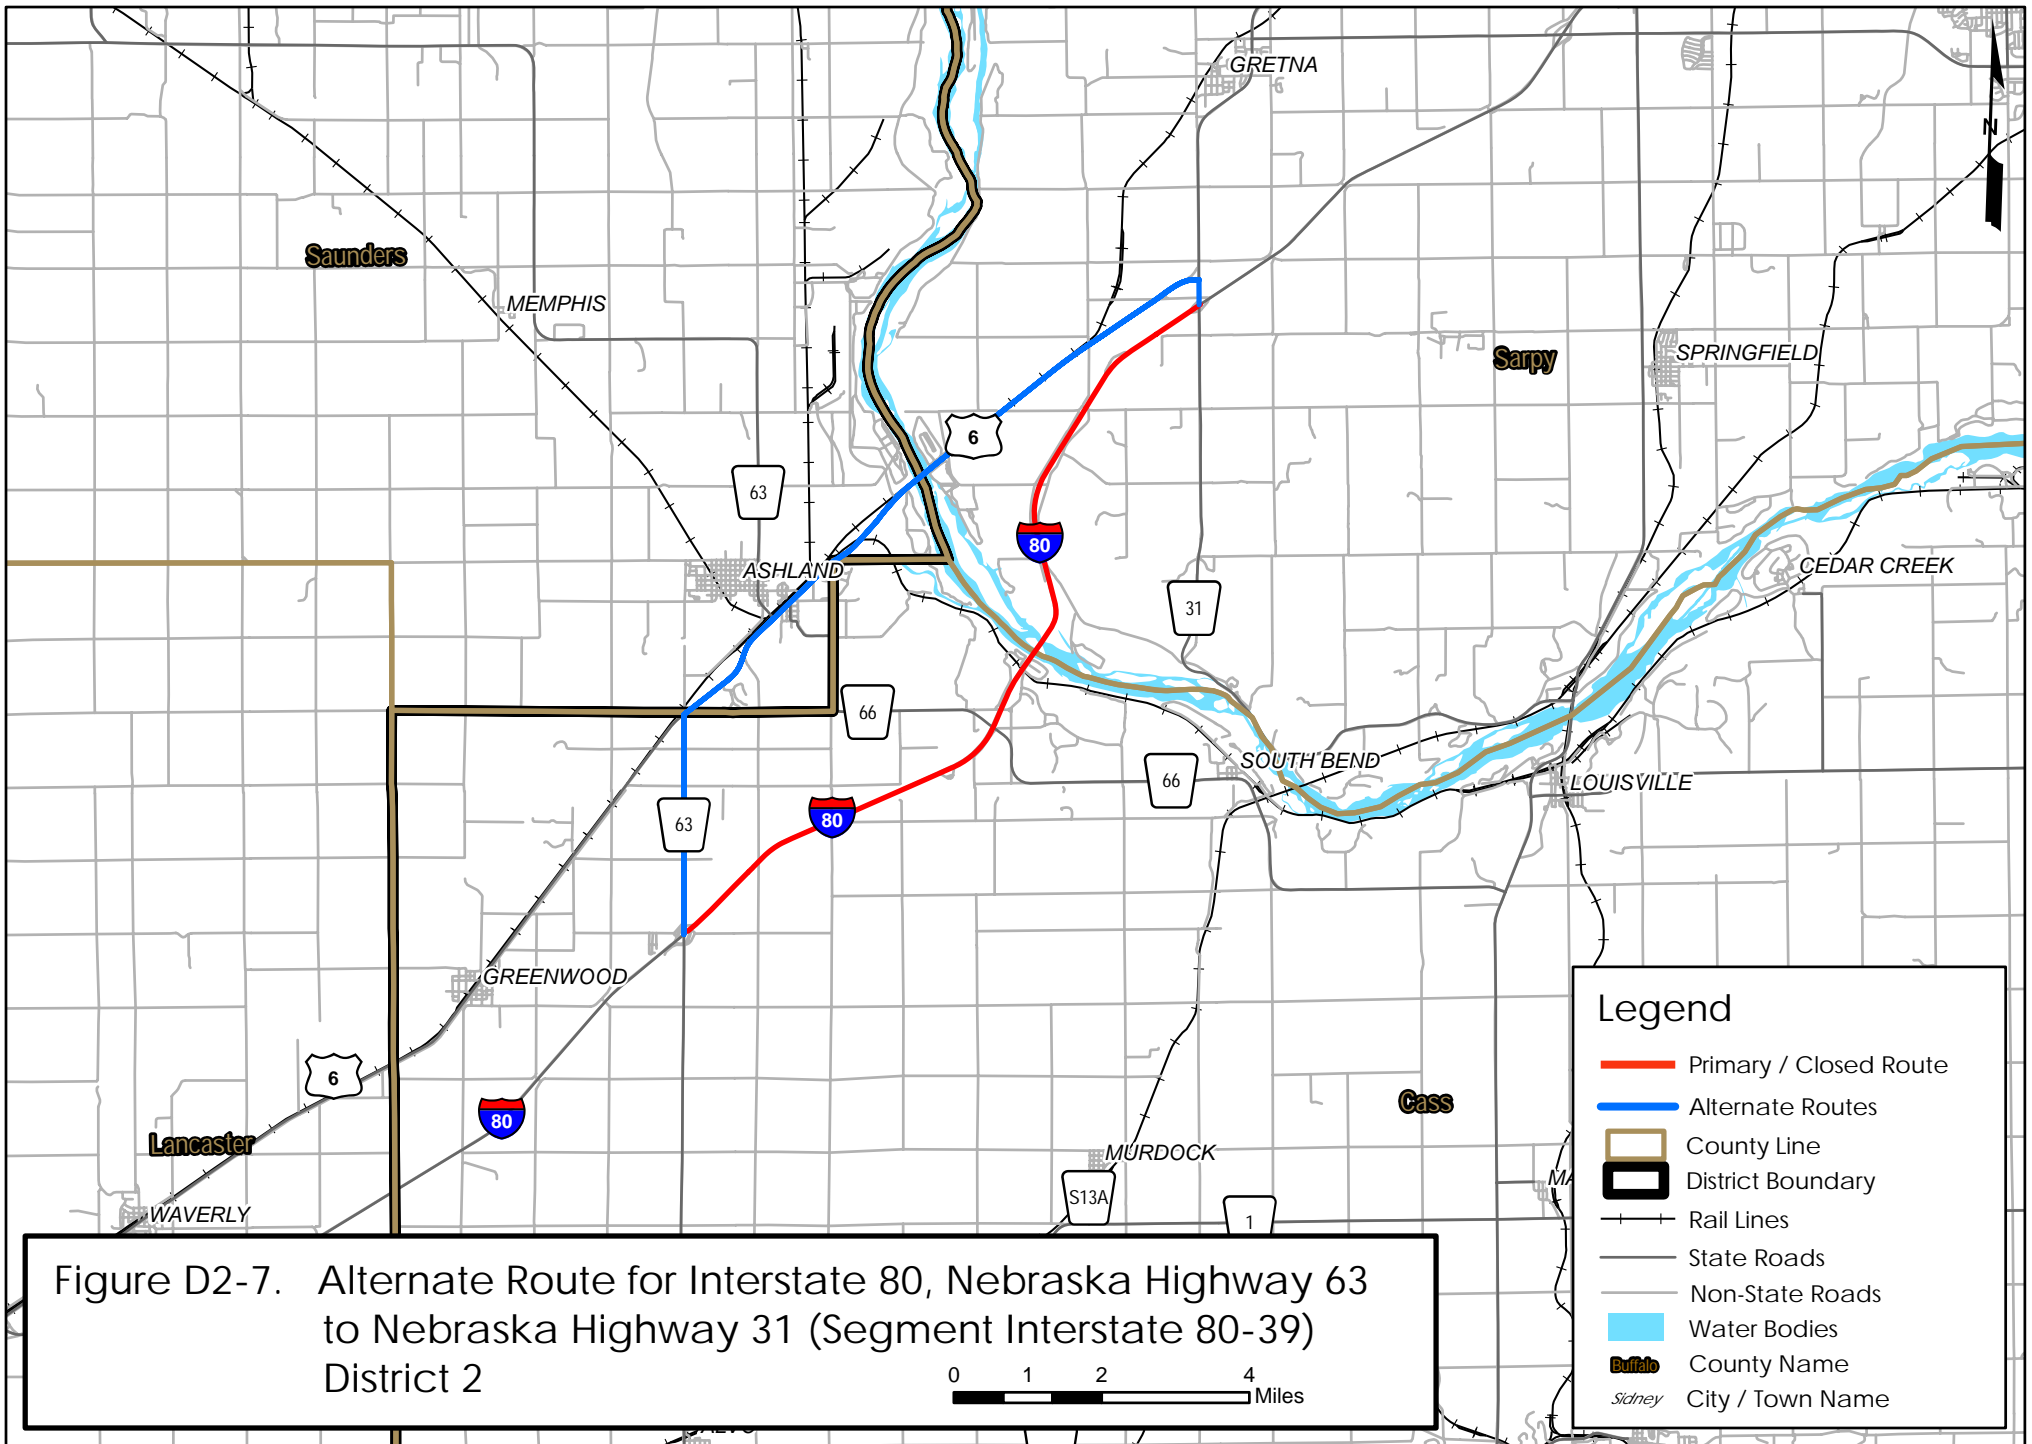 GRETNA
N
Saunders
MEMPHIS
Sarpy
SPRINGFIELD
6
63
80
ASHLAND
CEDAR CREEK
31
66
SOUTH BEND
66
LOUISVILLE
80
63
GREENWOOD
6
80
Cass
Lancaster
MURDOCK
S13A
WAVERLY
1
Legend
Primary / Closed Route
Alternate Routes
County Line
District Boundary
Rail Lines
State Roads
Non-State Roads
Water Bodies
Buffalo County Name
Sidney City / Town Name
Figure D2-7. Alternate Route for Interstate 80, Nebraska Highway 63
to Nebraska Highway 31 (Segment Interstate 80-39)
District 2
0 1 2 4
Miles